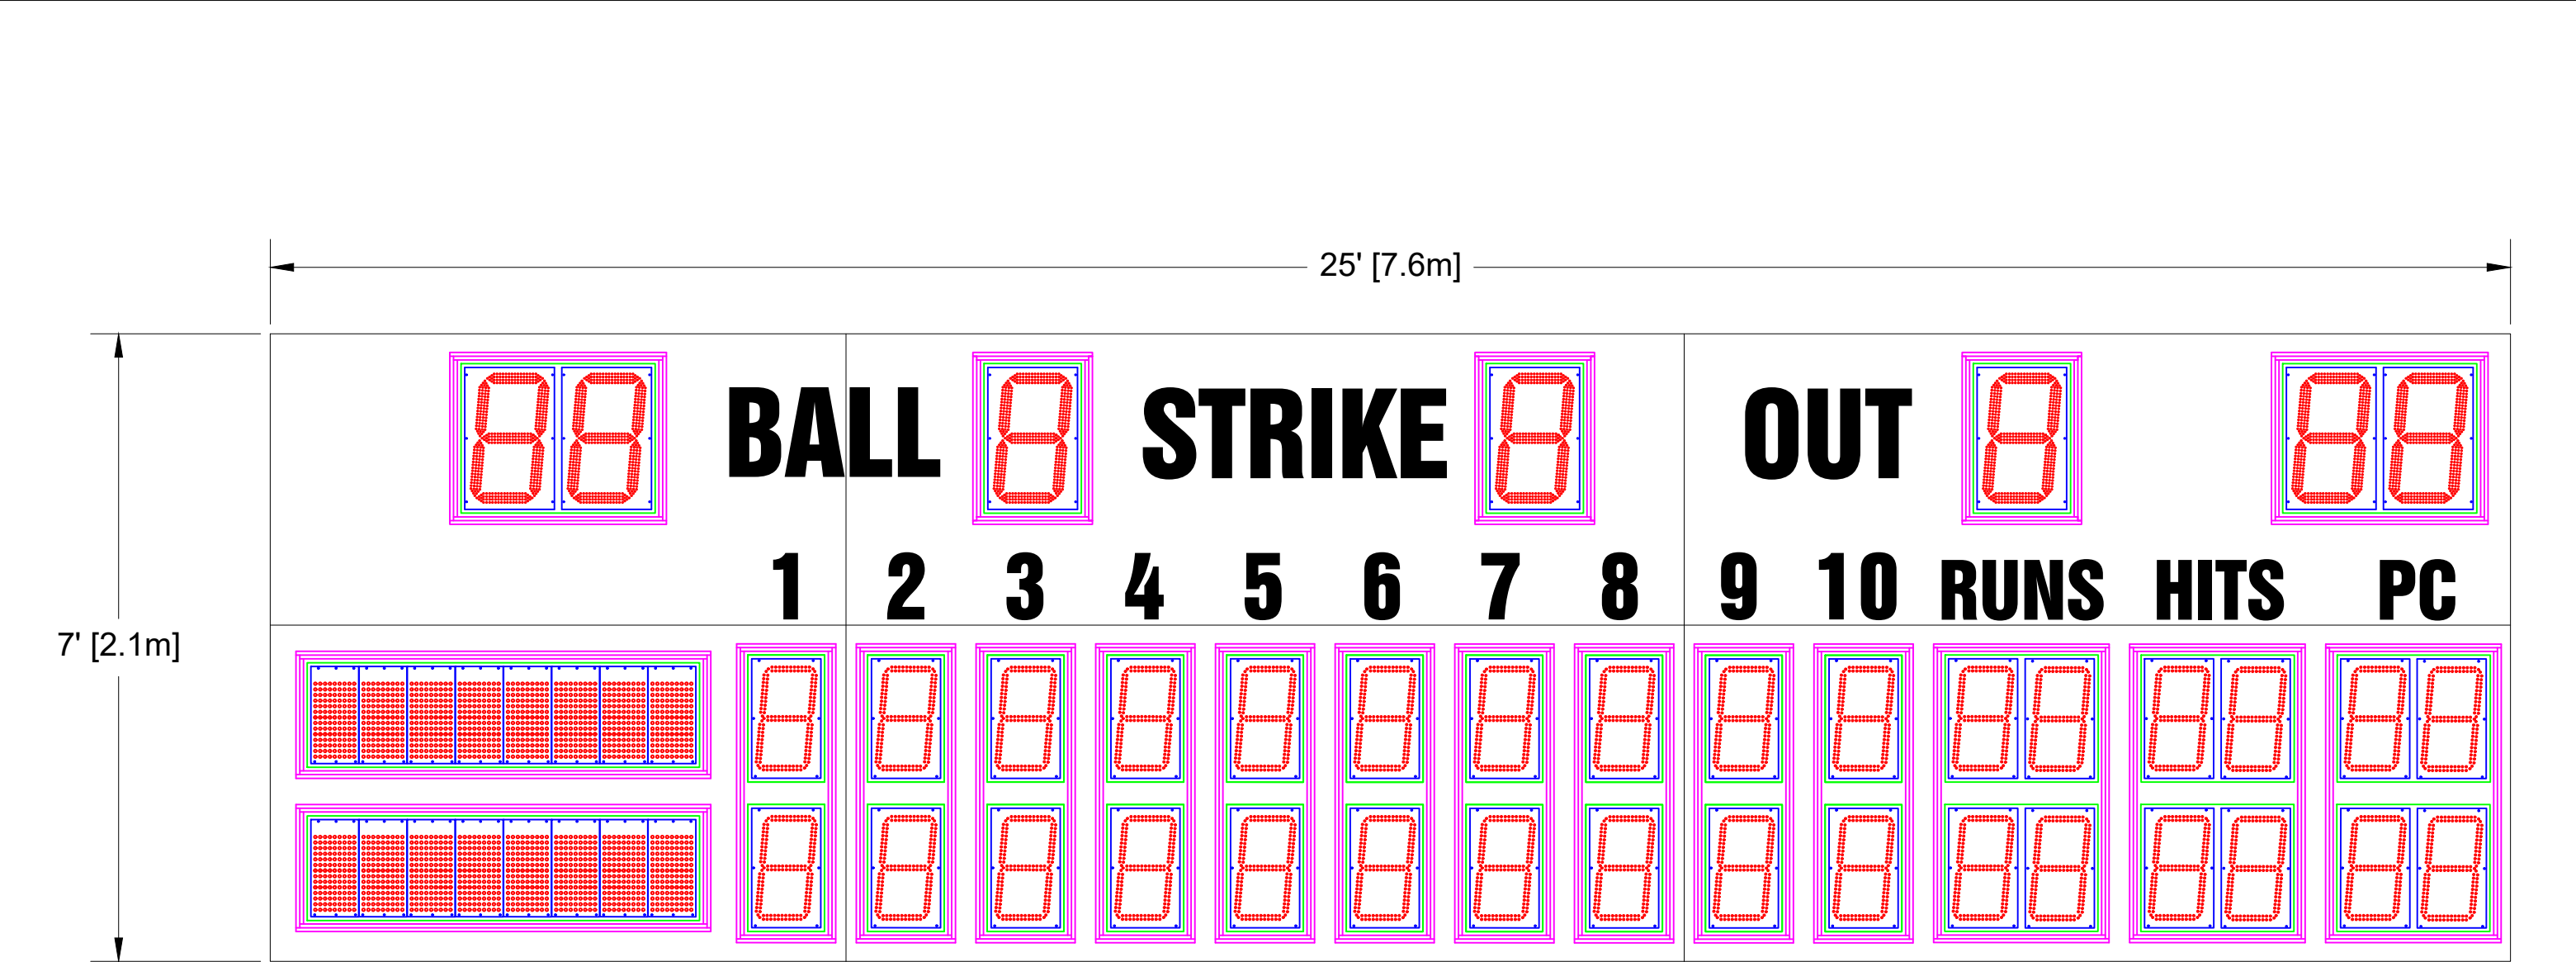 25' [7.6m]
BALL STRIKE OUT
1 2 3 4 5 6 7 8 9 10 RUNS HITS PC
7' [2.1m]